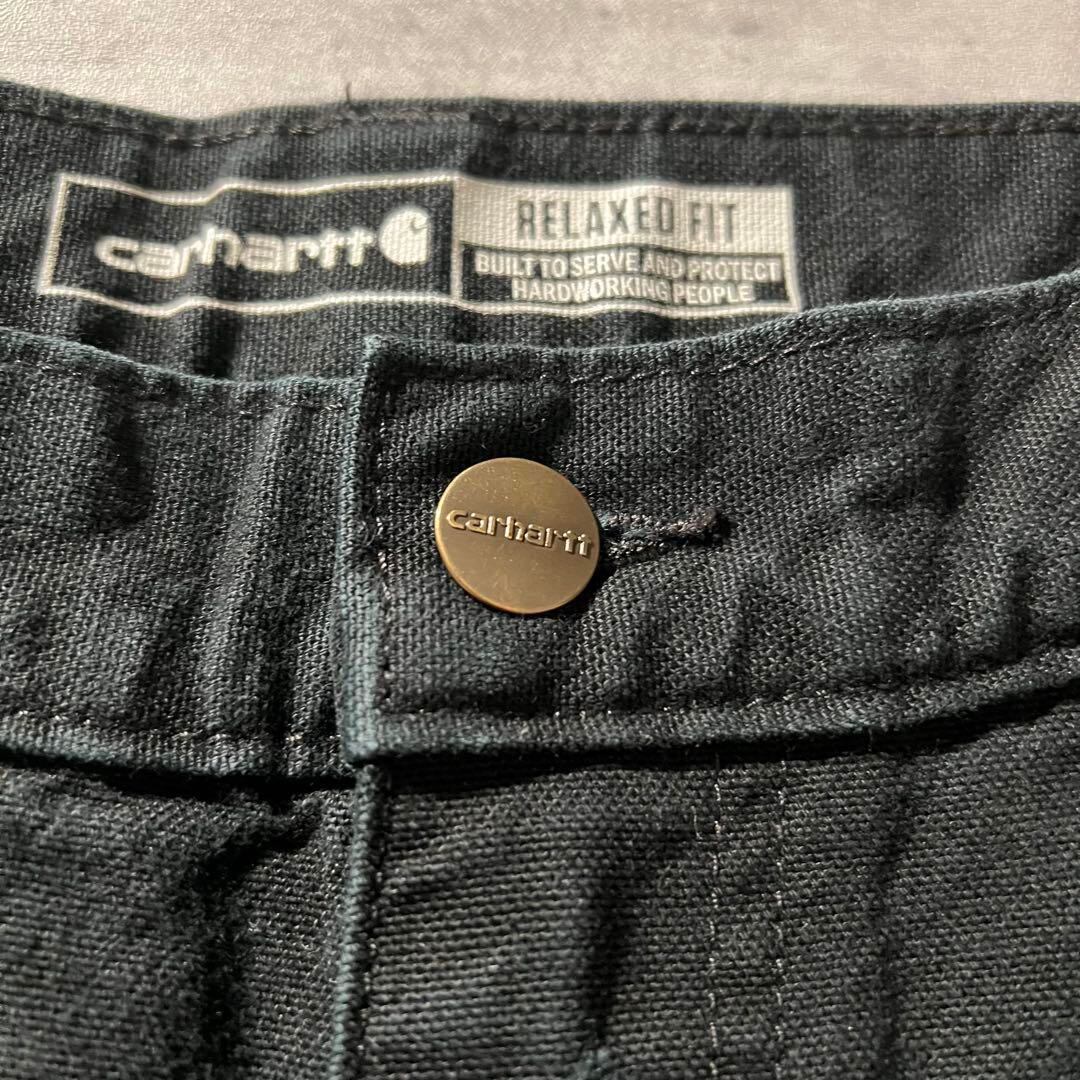 carhartt
RELAXED FIT
BUILT TO SERVE AND PROTECT
HARDWORKING PEOPLE
carhartt